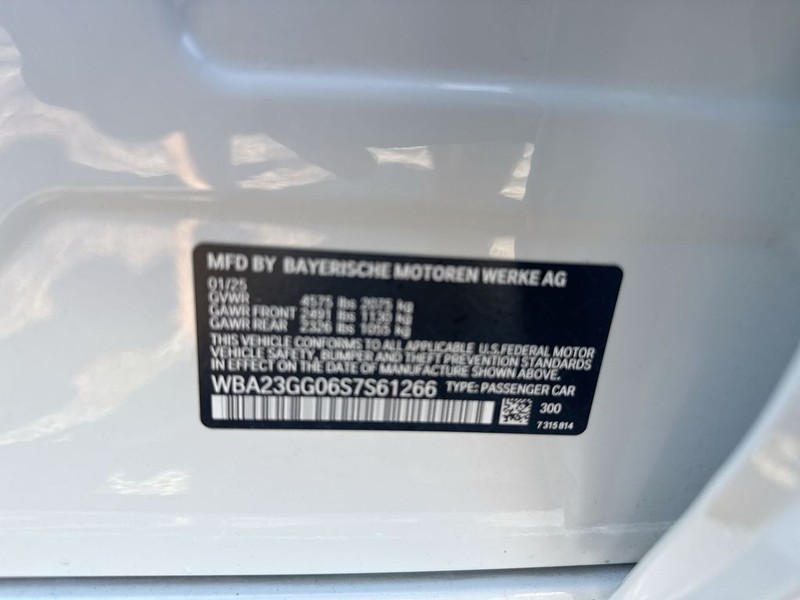 MFD BY BAYERISCHE MOTOREN WERKE AG
01/25
GVWR 4575 lbs 2075 kg
GAWR FRONT 2491 lbs 1130 kg
GAWR REAR 2326 lbs 1055 kg
THIS VEHICLE CONFORMS TO ALL APPLICABLE U.S. FEDERAL MOTOR
VEHICLE SAFETY, BUMPER AND THEFT PREVENTION STANDARDS
IN EFFECT ON THE DATE OF MANUFACTURE SHOWN ABOVE.
WBA23GG06S7S61266 TYPE: PASSENGER CAR
300
7 315 814